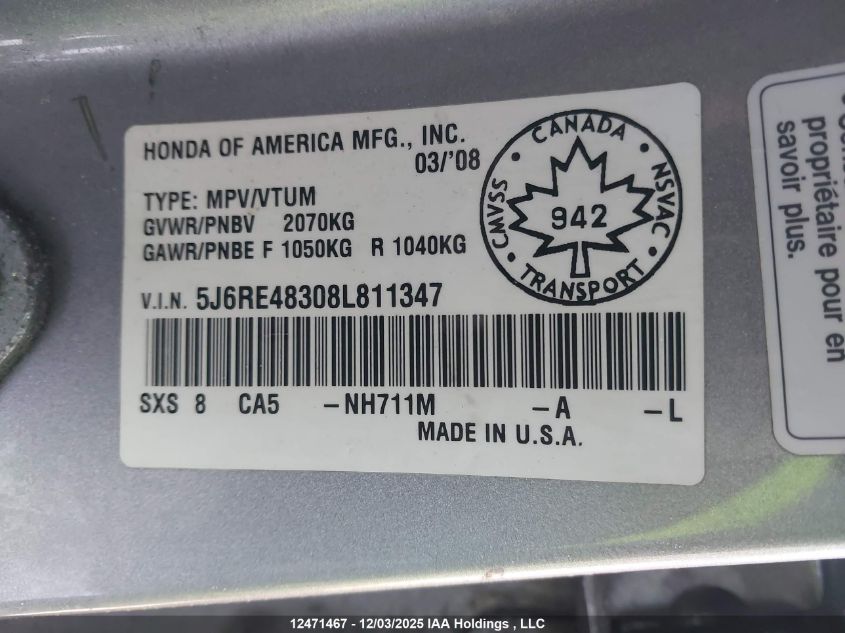 HONDA OF AMERICA MFG., INC.
03/'08
TYPE: MPV/VTUM
GVWR/PNBV 2070KG
GAWR/PNBE F 1050KG R 1040KG
V.I.N. 5J6RE48308L811347
SXS 8 CA5 -NH711M -A -L
MADE IN U.S.A.
CANADA
CMVSS
NSVAC
942
TRANSPORT
propriétaire pour en
savoir plus.
12471467 - 12/03/2025 IAA Holdings , LLC